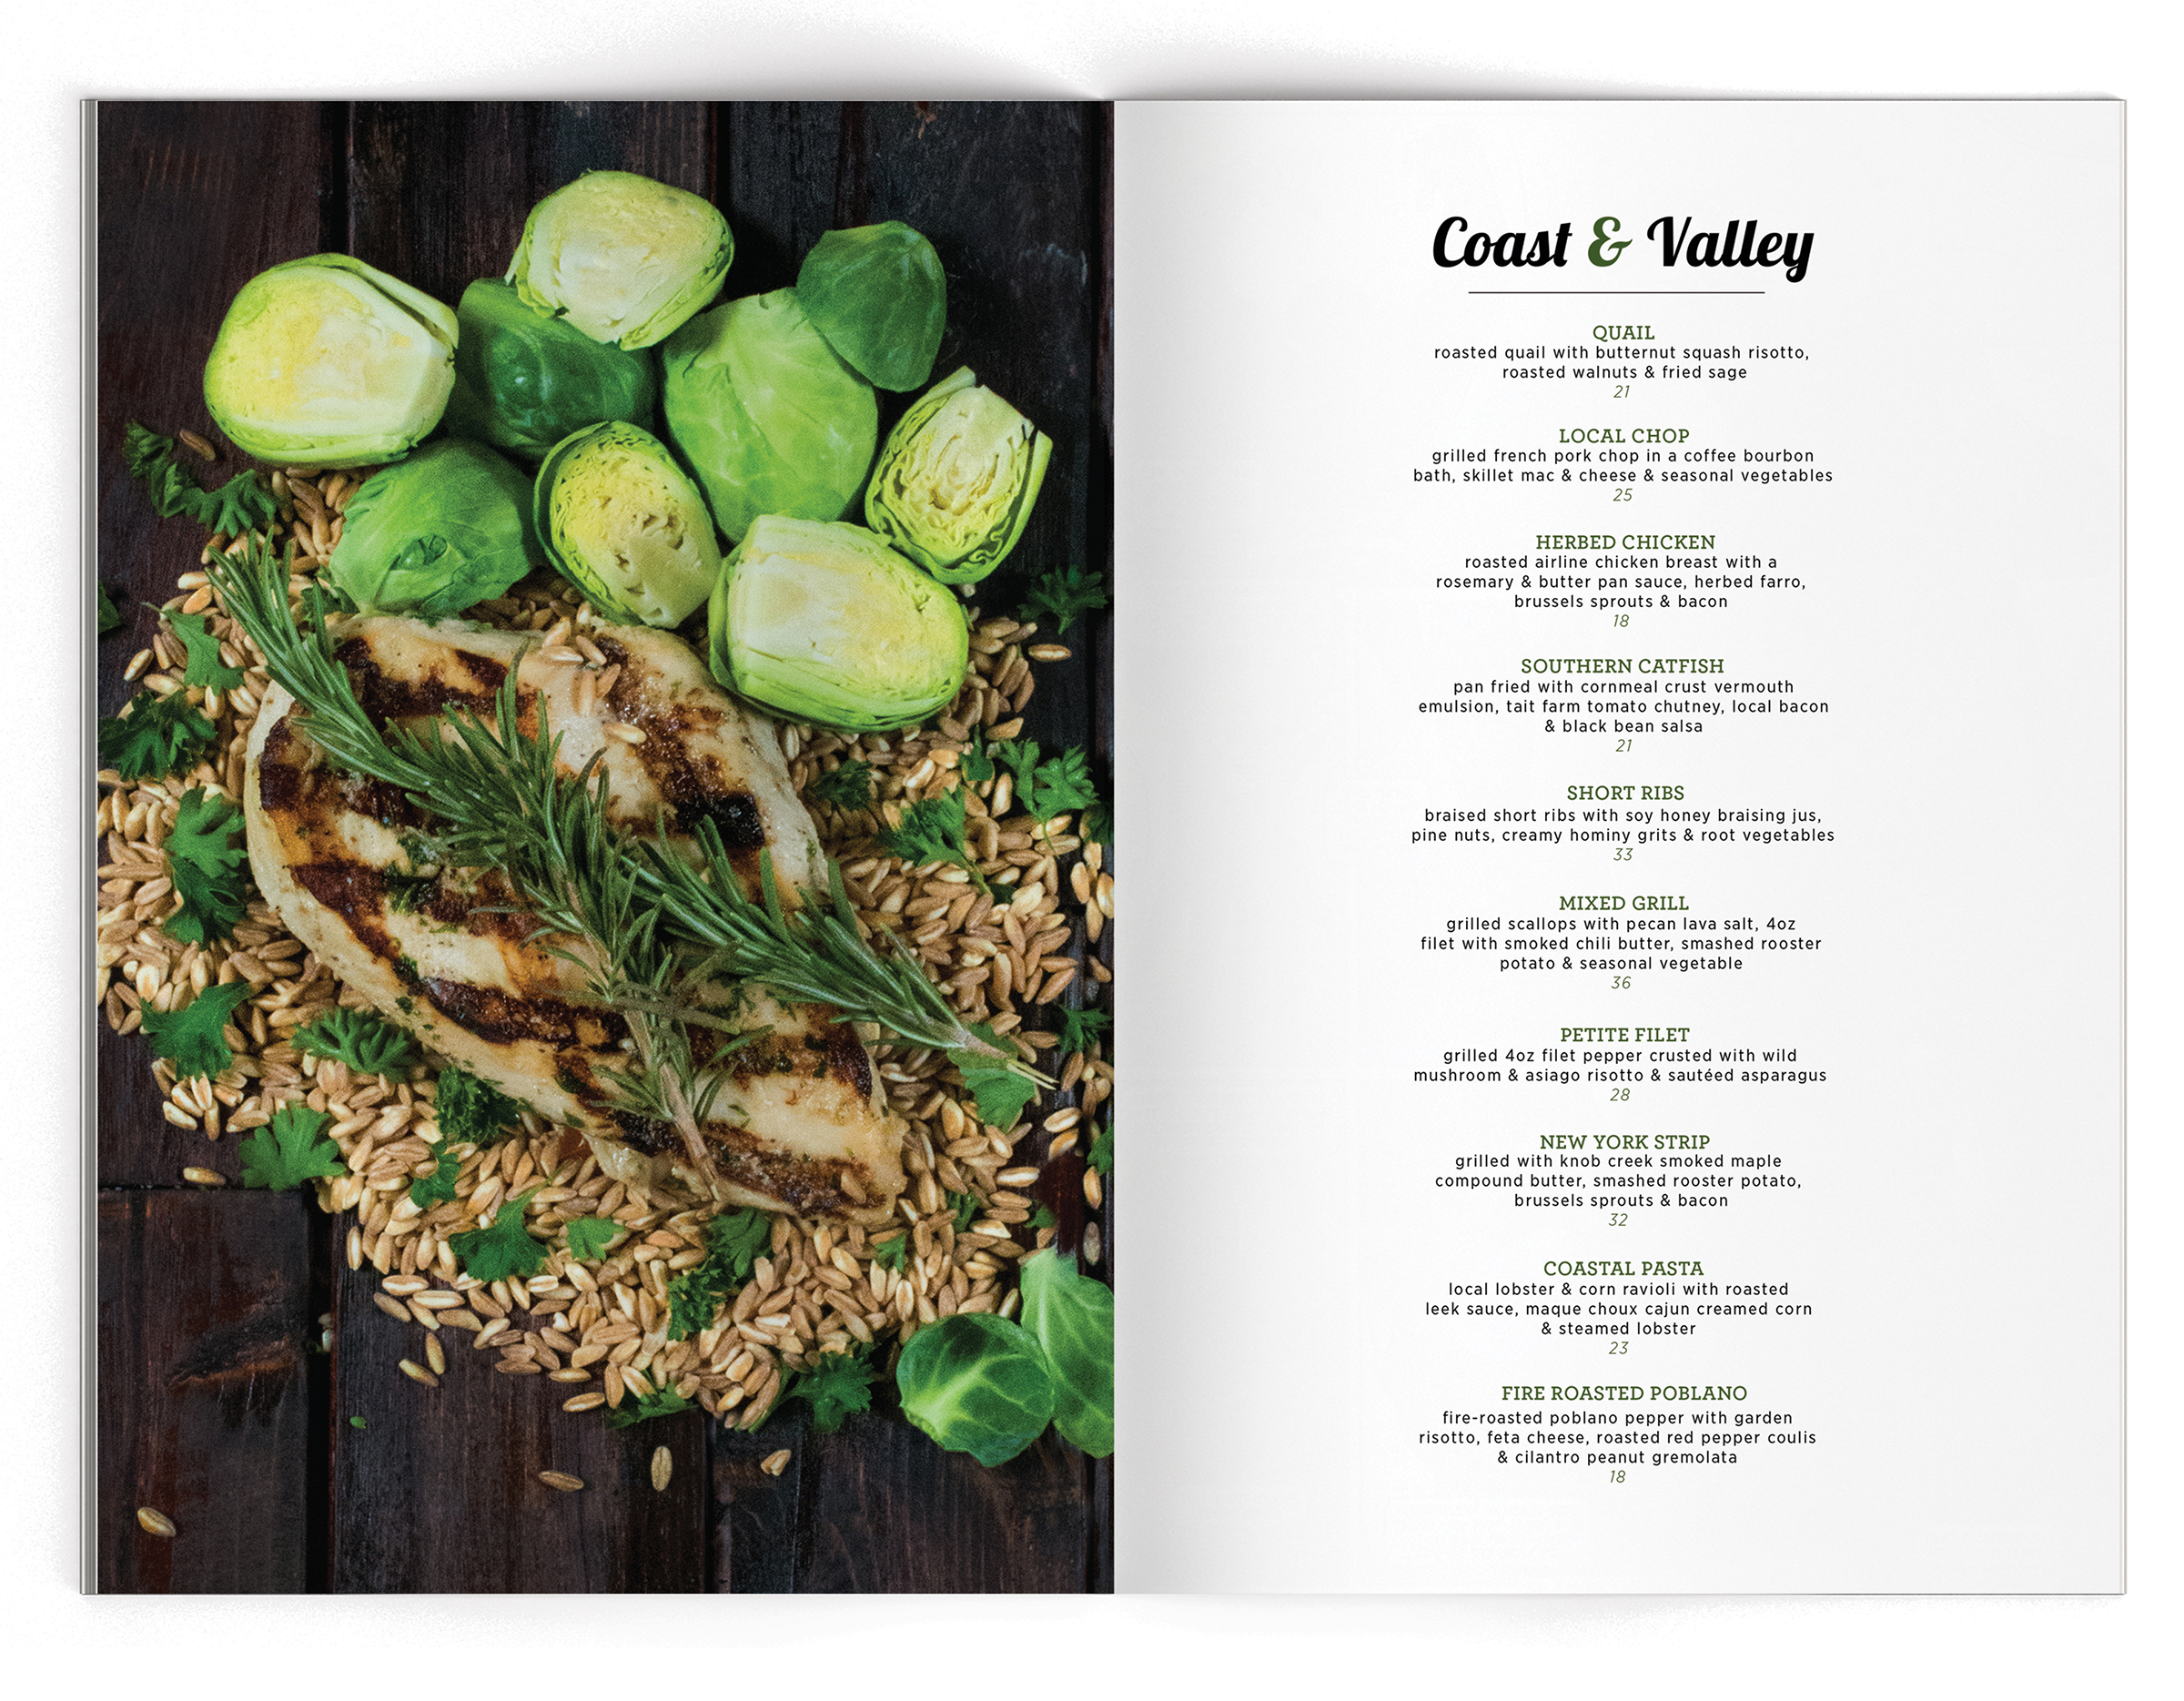 Coast & Valley
QUAIL
roasted quail with butternut squash risotto,
roasted walnuts & fried sage
21
LOCAL CHOP
grilled french pork chop in a coffee bourbon
bath, skillet mac & cheese & seasonal vegetables
25
HERBED CHICKEN
roasted airline chicken breast with a
rosemary & butter pan sauce, herbed farro,
brussels sprouts & bacon
18
SOUTHERN CATFISH
pan fried with cornmeal crust vermouth
emulsion, tait farm tomato chutney, local bacon
& black bean salsa
21
SHORT RIBS
braised short ribs with soy honey braising jus,
pine nuts, creamy hominy grits & root vegetables
33
MIXED GRILL
grilled scallops with pecan lava salt, 4oz
filet with smoked chili butter, smashed rooster
potato & seasonal vegetable
36
PETITE FILET
grilled 4oz filet pepper crusted with wild
mushroom & asiago risotto & sautéed asparagus
28
NEW YORK STRIP
grilled with knob creek smoked maple
compound butter, smashed rooster potato,
brussels sprouts & bacon
32
COASTAL PASTA
local lobster & corn ravioli with roasted
leek sauce, maque choux cajun creamed corn
& steamed lobster
23
FIRE ROASTED POBLANO
fire-roasted poblano pepper with garden
risotto, feta cheese, roasted red pepper coulis
& cilantro peanut gremolata
18